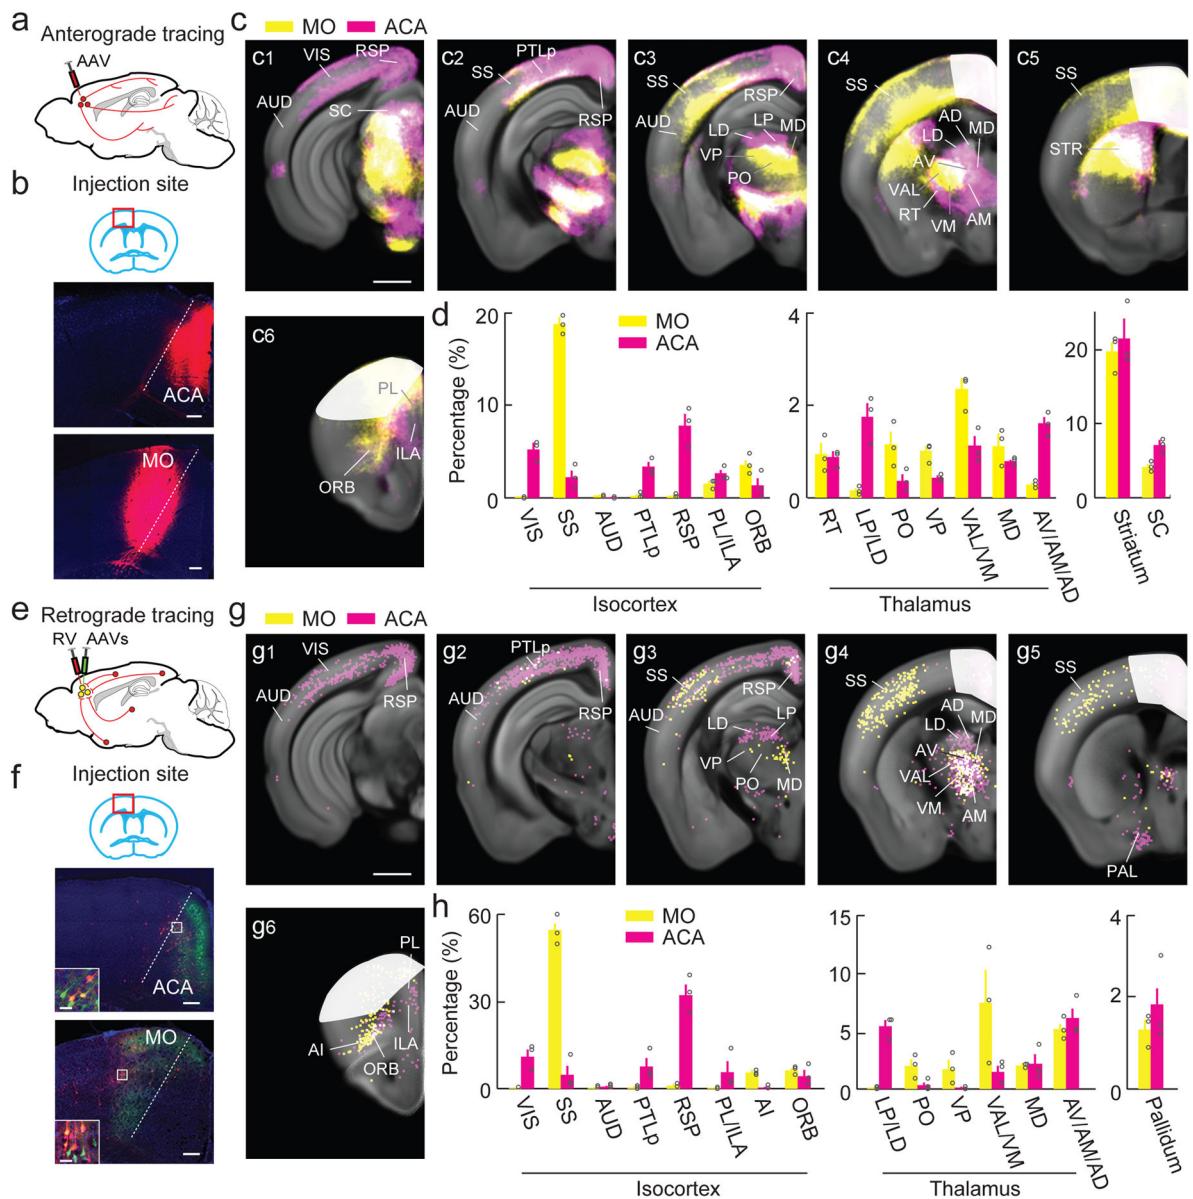 a
Anterograde tracing
AAV
b
Injection site
ACA
MO
c
MO ACA
c1
VIS
RSP
AUD
SC
c2
PTLp
SS
AUD
RSP
c3
SS
RSP
AUD
LD
LP
MD
VP
PO
c4
SS
AD
LD
MD
AV
VAL
RT
VM
AM
c5
SS
STR
c6
PL
ILA
ORB
d
MO
ACA
Percentage (%)
20
10
0
VIS
SS
AUD
PTLp
RSP
PL/ILA
ORB
Isocortex
4
2
0
RT
LP/LD
PO
VP
VAL/VM
MD
AV/AM/AD
Thalamus
20
10
0
Striatum
SC
e
Retrograde tracing
RV AAVs
f
Injection site
ACA
MO
g
MO ACA
g1
VIS
AUD
RSP
g2
PTLp
AUD
RSP
g3
SS
RSP
AUD
LD
LP
VP
PO
MD
g4
SS
AD
LD
MD
AV
VAL
VM
AM
g5
SS
PAL
g6
PL
ILA
AI
ORB
h
MO
ACA
Percentage (%)
60
30
0
VIS
SS
AUD
PTLp
RSP
PL/ILA
AI
ORB
Isocortex
15
10
5
0
LP/LD
PO
VP
VAL/VM
MD
AV/AM/AD
Thalamus
4
2
0
Pallidum